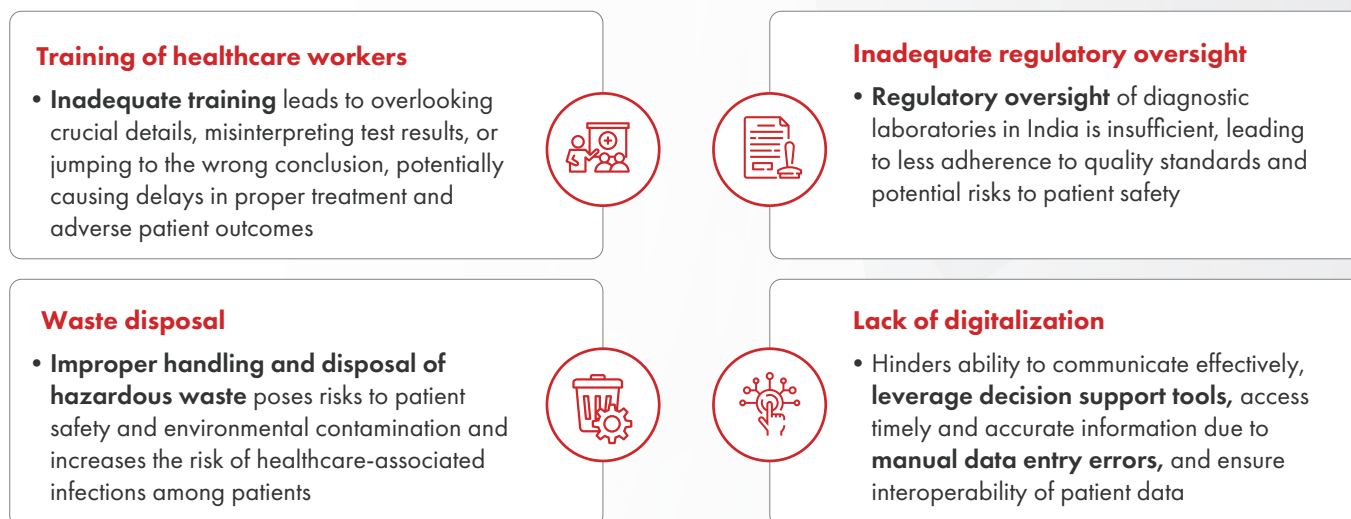 Training of healthcare workers
• Inadequate training leads to overlooking
crucial details, misinterpreting test results, or
jumping to the wrong conclusion, potentially
causing delays in proper treatment and
adverse patient outcomes
Inadequate regulatory oversight
• Regulatory oversight of diagnostic
laboratories in India is insufficient, leading
to less adherence to quality standards and
potential risks to patient safety
Waste disposal
• Improper handling and disposal of
hazardous waste poses risks to patient
safety and environmental contamination and
increases the risk of healthcare-associated
infections among patients
Lack of digitalization
• Hinders ability to communicate effectively,
leverage decision support tools, access
timely and accurate information due to
manual data entry errors, and ensure
interoperability of patient data